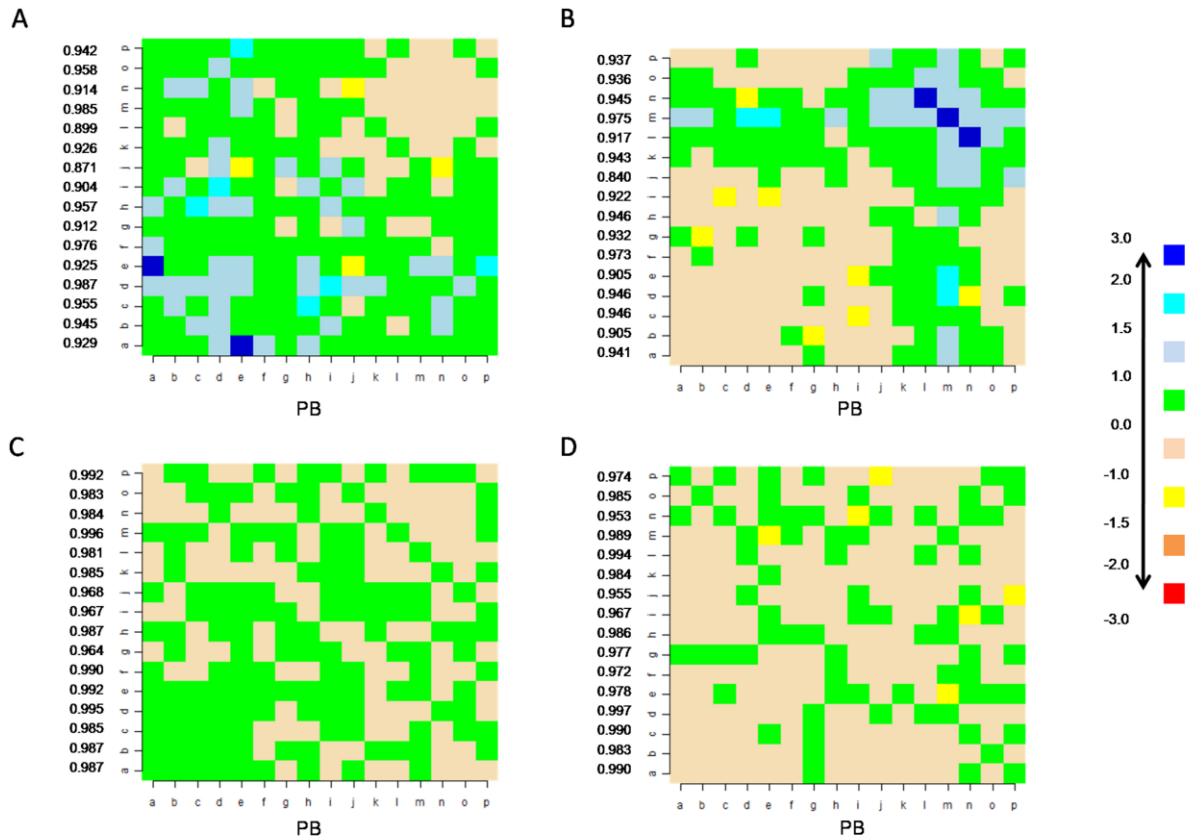 A
0.942
0.958
0.914
0.985
0.899
0.926
0.871
0.904
0.957
0.912
0.976
0.925
0.987
0.955
0.945
0.929
p
o
n
m
l
k
j
i
h
g
f
e
d
c
b
a
a b c d e f g h i j k l m n o p
PB
B
0.937
0.936
0.945
0.975
0.917
0.943
0.840
0.922
0.946
0.932
0.973
0.905
0.946
0.946
0.905
0.941
p
o
n
m
l
k
j
i
h
g
f
e
d
c
b
a
a b c d e f g h i j k l m n o p
PB
C
0.992
0.983
0.984
0.996
0.981
0.985
0.968
0.967
0.987
0.964
0.990
0.992
0.995
0.985
0.987
0.987
p
o
n
m
l
k
j
i
h
g
f
e
d
c
b
a
a b c d e f g h i j k l m n o p
PB
D
0.974
0.985
0.953
0.989
0.994
0.984
0.955
0.967
0.986
0.977
0.972
0.978
0.997
0.990
0.983
0.990
p
o
n
m
l
k
j
i
h
g
f
e
d
c
b
a
a b c d e f g h i j k l m n o p
PB
3.0
2.0
1.5
1.0
0.0
-1.0
-1.5
-2.0
-3.0